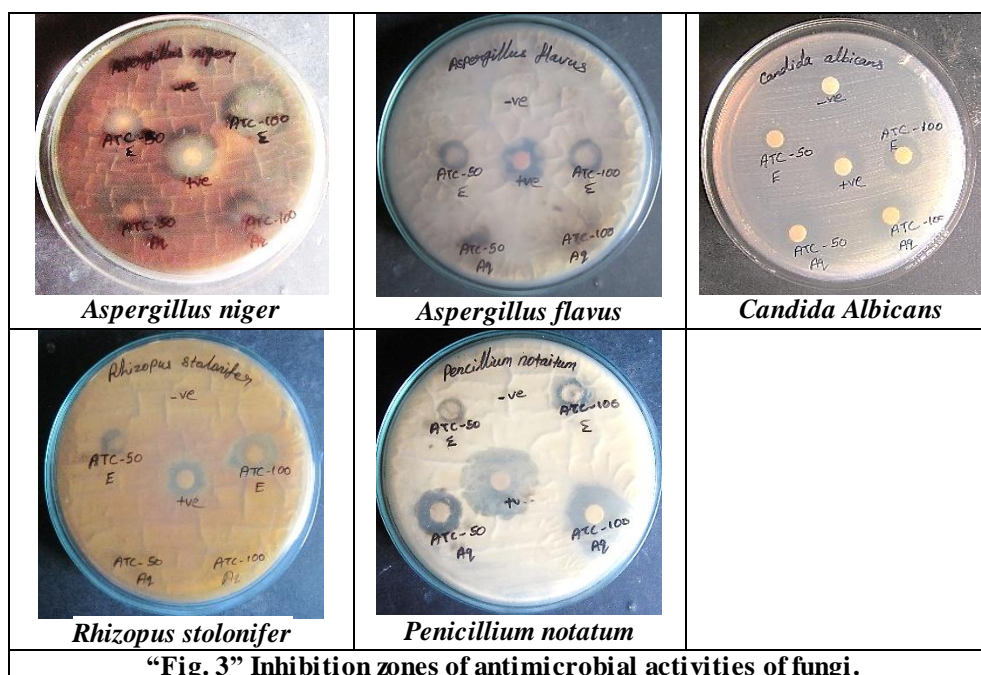 Aspergillus niger
-ve
ATC-50
E
ATC-100
E
+ve
ATC-50
Aq
ATC-100
Aq
Aspergillus niger
Aspergillus flavus
-ve
ATC-50
E
+ve
ATC-100
E
ATC-50
Aq
ATC-100
Aq
Aspergillus flavus
Candida albicans
-ve
ATC-50
E
ATC-100
E
+ve
ATC-50
Aq
ATC-100
Aq
Candida Albicans
Rhizopus stolonifer
-ve
ATC-50
E
+ve
ATC-100
E
ATC-50
Aq
ATC-100
Aq
Rhizopus stolonifer
Pencillium notaitum
-ve
ATC-50
E
ATC-100
E
+v
ATC-50
Aq
ATC-100
Aq
Penicillium notatum
“Fig. 3” Inhibition zones of antimicrobial activities of fungi.